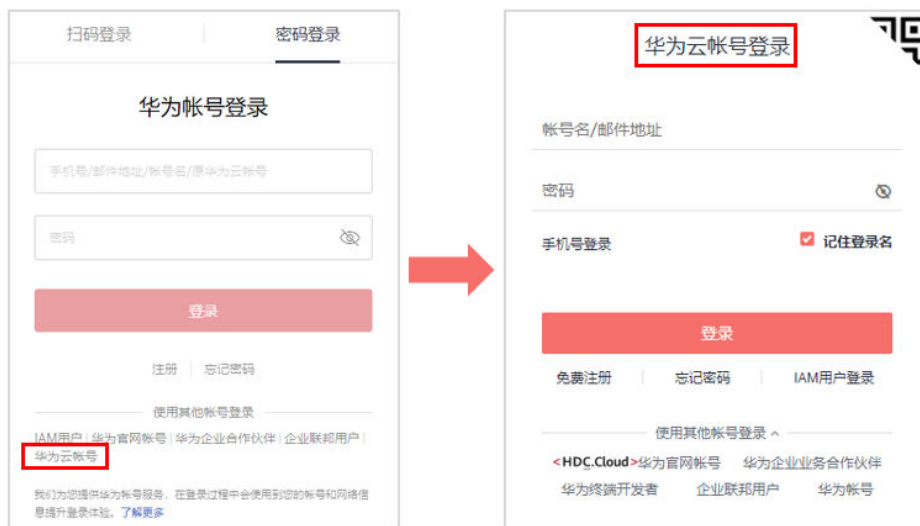 扫码登录
密码登录
华为帐号登录
手机号/邮件地址/帐号名/原华为云帐号
密码
登录
注册 | 忘记密码
使用其他帐号登录
IAM用户 | 华为官网帐号 | 华为企业合作伙伴 | 企业联邦用户 |
华为云帐号
我们为您提供华为帐号服务，在登录过程中会使用到您的帐号和网络信
息提升登录体验。了解更多
华为云帐号登录
帐号名/邮件地址
密码
手机号登录
记住登录名
登录
免费注册 | 忘记密码 | IAM用户登录
使用其他帐号登录
<HDC.Cloud>华为官网帐号 华为企业业务合作伙伴
华为终端开发者 企业联邦用户 华为帐号